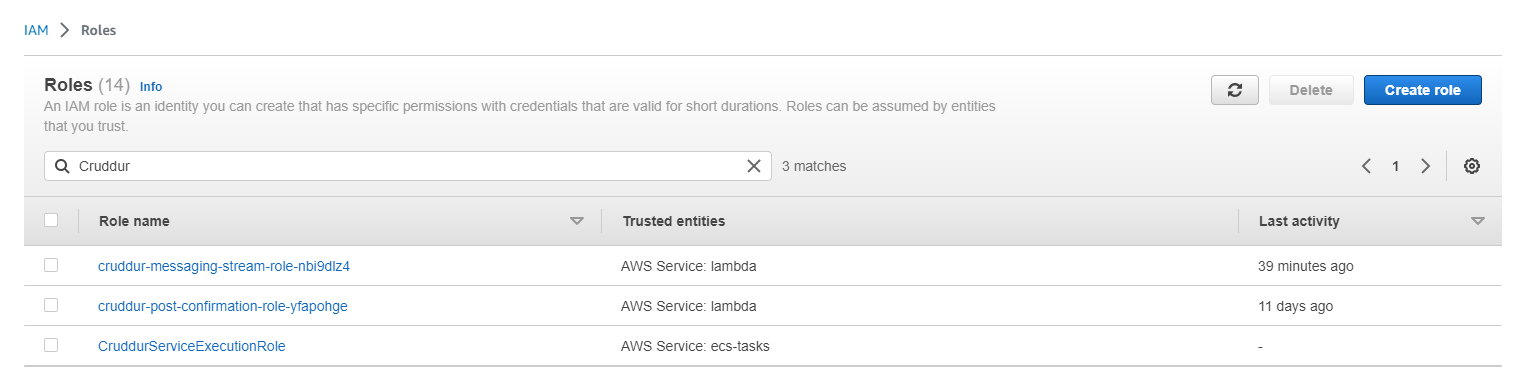 IAM > Roles
Roles (14) Info
An IAM role is an identity you can create that has specific permissions with credentials that are valid for short durations. Roles can be assumed by entities
that you trust.
Delete
Create role
Cruddur
3 matches
1
Role name Trusted entities Last activity
cruddur-messaging-stream-role-nbi9dlz4 AWS Service: lambda 39 minutes ago
cruddur-post-confirmation-role-yfapohge AWS Service: lambda 11 days ago
CruddurServiceExecutionRole AWS Service: ecs-tasks -